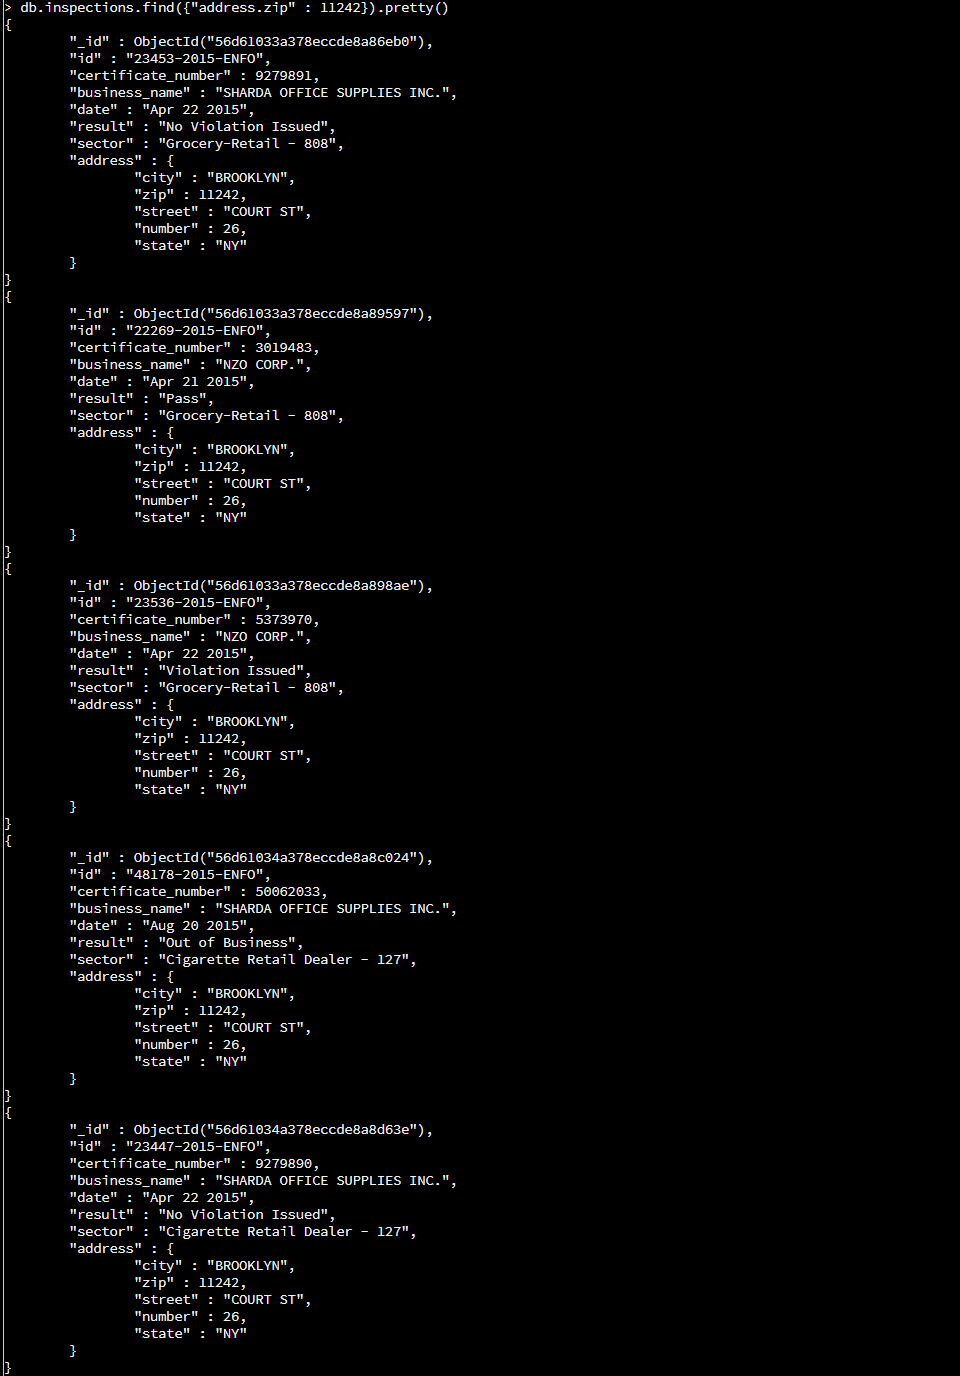 > db.inspections.find({"address.zip" : 11242}).pretty()
{
        "_id" : ObjectId("56d61033a378eccde8a86eb0"),
        "id" : "23453-2015-ENFO",
        "certificate_number" : 9279891,
        "business_name" : "SHARDA OFFICE SUPPLIES INC.",
        "date" : "Apr 22 2015",
        "result" : "No Violation Issued",
        "sector" : "Grocery-Retail - 808",
        "address" : {
                "city" : "BROOKLYN",
                "zip" : 11242,
                "street" : "COURT ST",
                "number" : 26,
                "state" : "NY"
        }
}
{
        "_id" : ObjectId("56d61033a378eccde8a89597"),
        "id" : "22269-2015-ENFO",
        "certificate_number" : 3019483,
        "business_name" : "NZO CORP.",
        "date" : "Apr 21 2015",
        "result" : "Pass",
        "sector" : "Grocery-Retail - 808",
        "address" : {
                "city" : "BROOKLYN",
                "zip" : 11242,
                "street" : "COURT ST",
                "number" : 26,
                "state" : "NY"
        }
}
{
        "_id" : ObjectId("56d61033a378eccde8a898ae"),
        "id" : "23536-2015-ENFO",
        "certificate_number" : 5373970,
        "business_name" : "NZO CORP.",
        "date" : "Apr 22 2015",
        "result" : "Violation Issued",
        "sector" : "Grocery-Retail - 808",
        "address" : {
                "city" : "BROOKLYN",
                "zip" : 11242,
                "street" : "COURT ST",
                "number" : 26,
                "state" : "NY"
        }
}
{
        "_id" : ObjectId("56d61034a378eccde8a8c024"),
        "id" : "48178-2015-ENFO",
        "certificate_number" : 50062033,
        "business_name" : "SHARDA OFFICE SUPPLIES INC.",
        "date" : "Aug 20 2015",
        "result" : "Out of Business",
        "sector" : "Cigarette Retail Dealer - 127",
        "address" : {
                "city" : "BROOKLYN",
                "zip" : 11242,
                "street" : "COURT ST",
                "number" : 26,
                "state" : "NY"
        }
}
{
        "_id" : ObjectId("56d61034a378eccde8a8d63e"),
        "id" : "23447-2015-ENFO",
        "certificate_number" : 9279890,
        "business_name" : "SHARDA OFFICE SUPPLIES INC.",
        "date" : "Apr 22 2015",
        "result" : "No Violation Issued",
        "sector" : "Cigarette Retail Dealer - 127",
        "address" : {
                "city" : "BROOKLYN",
                "zip" : 11242,
                "street" : "COURT ST",
                "number" : 26,
                "state" : "NY"
        }
}